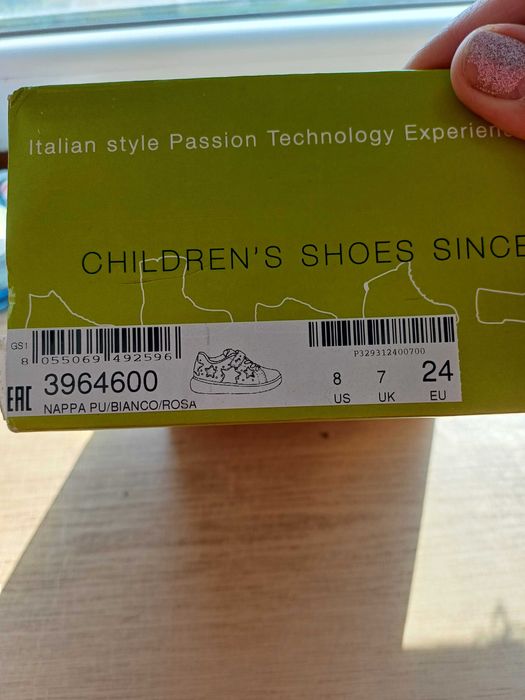 Italian style Passion Technology
CHILDREN'S SHOES SINCE
GS1
8 055069 492596
P329312400700
EAC 3964600
NAPPA PU/BIANCO/ROSA
8 7 24
US UK EU